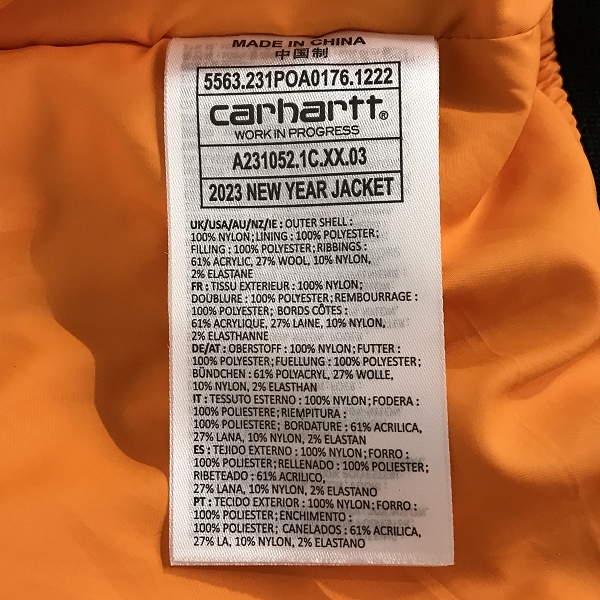 MADE IN CHINA
中国制
5563.231POA0176.1222
carhartt®
WORK IN PROGRESS
A231052.1C.XX.03
2023 NEW YEAR JACKET
UK/USA/AU/NZ/IE : OUTER SHELL :
100% NYLON; LINING : 100% POLYESTER;
FILLING : 100% POLYESTER; RIBBINGS :
61% ACRYLIC, 27% WOOL, 10% NYLON,
2% ELASTANE
FR : TISSU EXTERIEUR : 100% NYLON;
DOUBLURE : 100% POLYESTER; REMBOURRAGE :
100% POLYESTER; BORDS CÔTES :
61% ACRYLIQUE, 27% LAINE, 10% NYLON,
2% ELASTHANNE
DE/AT : OBERSTOFF : 100% NYLON; FUTTER :
100% POLYESTER; FUELLUNG : 100% POLYESTER;
BÜNDCHEN : 61% POLYACRYL, 27% WOLLE,
10% NYLON, 2% ELASTHAN
IT : TESSUTO ESTERNO : 100% NYLON; FODERA :
100% POLIESTERE; RIEMPITURA :
100% POLIESTERE; BORDATURE : 61% ACRILICA,
27% LANA, 10% NYLON, 2% ELASTAN
ES : TEJIDO EXTERNO : 100% NYLON; FORRO :
100% POLIESTER; RELLENADO : 100% POLIESTER;
RIBETEADO : 61% ACRILICO,
27% LANA, 10% NYLON, 2% ELASTANO
PT : TECIDO EXTERIOR : 100% NYLON; FORRO :
100% POLIESTER; ENCHIMENTO :
100% POLIESTER; CANELADOS : 61% ACRILICA,
27% LA, 10% NYLON, 2% ELASTANO